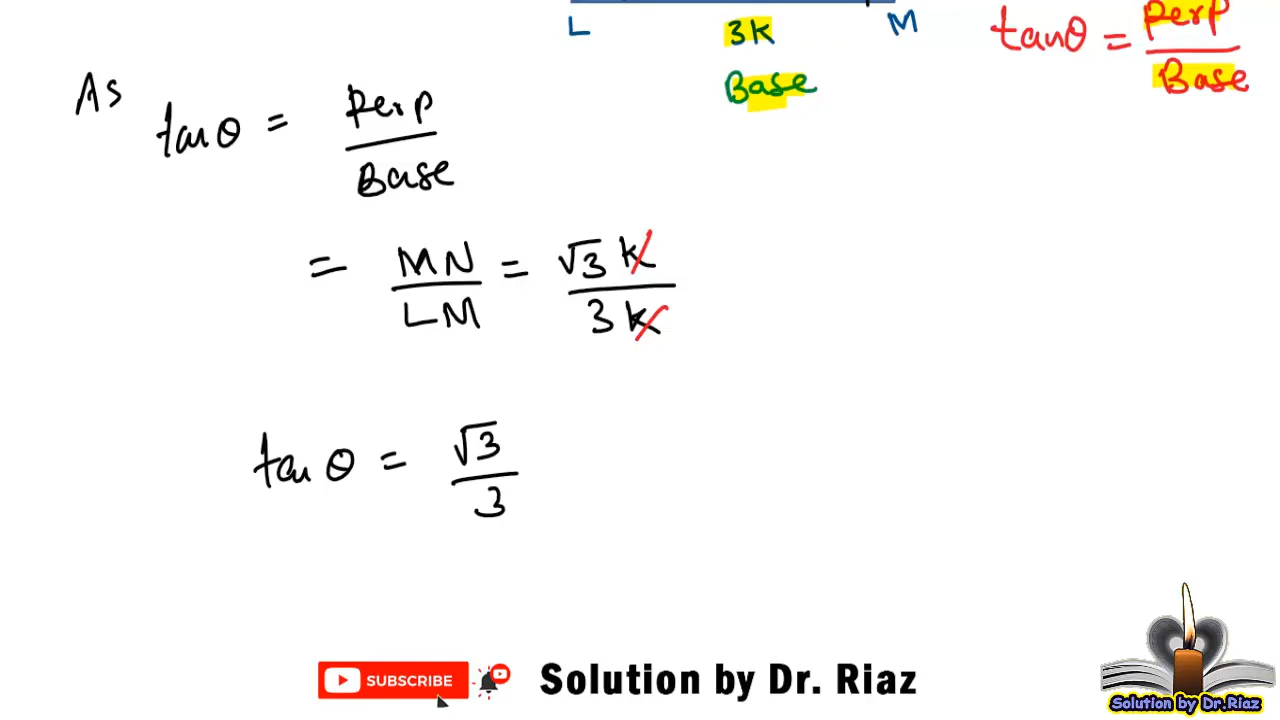 L 3K M
Base
tanθ = Perp / Base
As tanθ = Perp / Base
= MN / LM = √3 k / 3 k
tan θ = √3 / 3
SUBSCRIBE
Solution by Dr. Riaz
Solution by Dr.Riaz